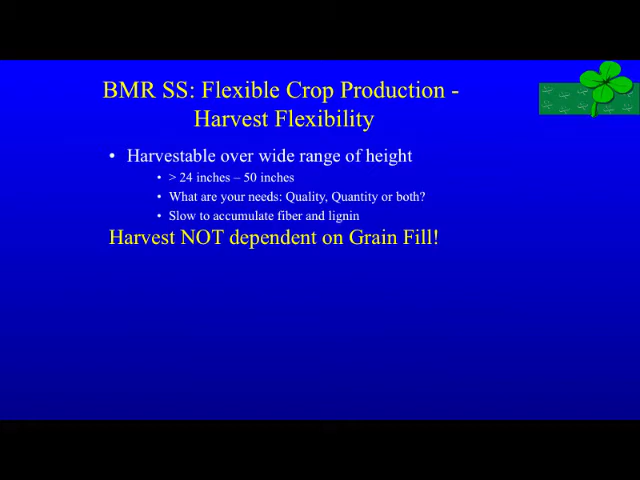 BMR SS: Flexible Crop Production -
Harvest Flexibility
• Harvestable over wide range of height
• > 24 inches – 50 inches
• What are your needs: Quality, Quantity or both?
• Slow to accumulate fiber and lignin
Harvest NOT dependent on Grain Fill!